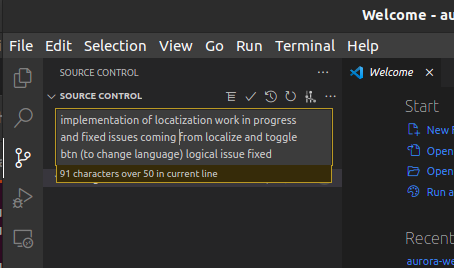 Welcome - au
File Edit Selection View Go Run Terminal Help
SOURCE CONTROL ...
Welcome
SOURCE CONTROL
implementation of locatization work in progress
and fixed issues coming from localize and toggle
btn (to change language) logical issue fixed
91 characters over 50 in current line
Start
New
Open
Open
Run a
Recent
aurora-we